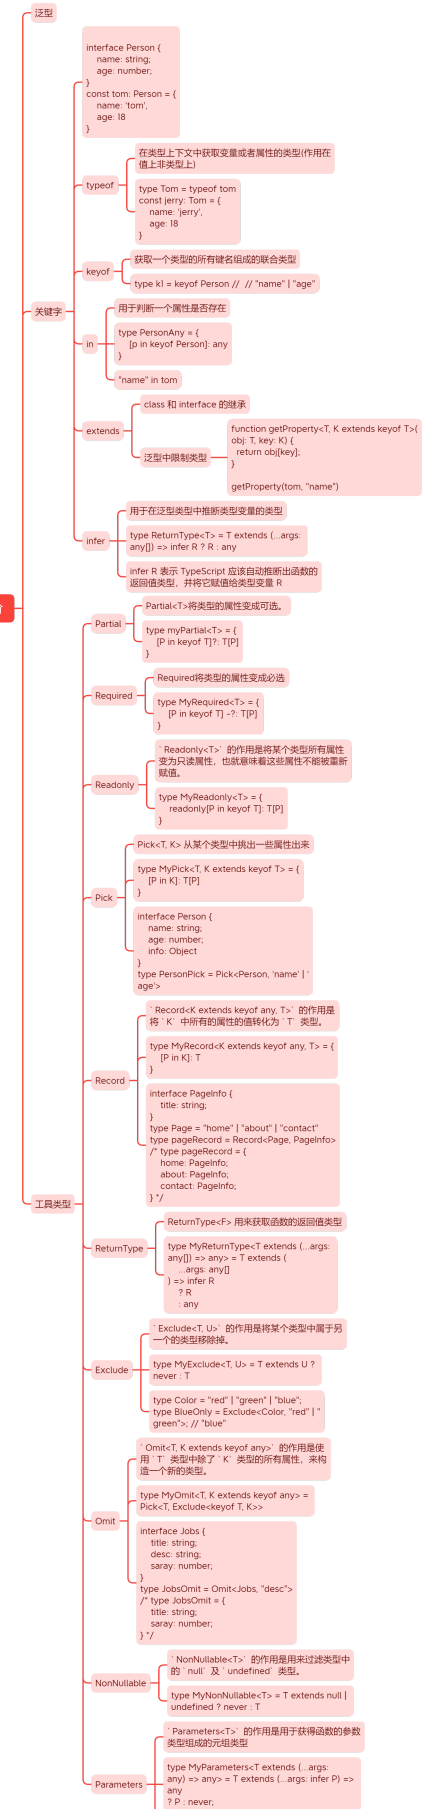 泛型
interface Person {
name: string;
age: number;
}
const tom: Person = {
name: 'tom',
age: 18
}
在类型上下文中获取变量或者属性的类型(作用在
值上非类型上)
typeof
type Tom = typeof tom
const jerry: Tom = {
name: 'jerry',
age: 18
}
获取一个类型的所有键名组成的联合类型
keyof
type k1 = keyof Person // // "name" | "age"
关键字
用于判断一个属性是否存在
in
type PersonAny = {
[p in keyof Person]: any
}
"name" in tom
class 和 interface 的继承
extends
泛型中限制类型
function getProperty<T, K extends keyof T>(
obj: T, key: K) {
return obj[key];
}
getProperty(tom, "name")
用于在泛型类型中推断类型变量的类型
infer
type ReturnType<T> = T extends (...args:
any[]) => infer R ? R : any
infer R 表示 TypeScript 应该自动推断出函数的
返回值类型，并将它赋值给类型变量 R
Partial
Partial<T>将类型的属性变成可选。
type myPartial<T> = {
[P in keyof T]?: T[P]
}
Required
Required将类型的属性变成必选
type MyRequired<T> = {
[P in keyof T] -?: T[P]
}
Readonly
`Readonly<T>` 的作用是将某个类型所有属性
变为只读属性，也就意味着这些属性不能被重新
赋值。
type MyReadonly<T> = {
readonly[P in keyof T]: T[P]
}
Pick
Pick<T, K> 从某个类型中挑出一些属性出来
type MyPick<T, K extends keyof T> = {
[P in K]: T[P]
}
interface Person {
name: string;
age: number;
info: Object
}
type PersonPick = Pick<Person, 'name' | '
age'>
Record
`Record<K extends keyof any, T>` 的作用是
将 `K` 中所有的属性的值转化为 `T` 类型。
type MyRecord<K extends keyof any, T> = {
[P in K]: T
}
interface PageInfo {
title: string;
}
type Page = "home" | "about" | "contact"
type pageRecord = Record<Page, PageInfo>
/* type pageRecord = {
home: PageInfo;
about: PageInfo;
contact: PageInfo;
} */
工具类型
ReturnType
ReturnType<F> 用来获取函数的返回值类型
type MyReturnType<T extends (...args:
any[]) => any> = T extends (
...args: any[]
) => infer R
? R
: any
Exclude
`Exclude<T, U>` 的作用是将某个类型中属于另
一个的类型移除掉。
type MyExclude<T, U> = T extends U ?
never : T
type Color = "red" | "green" | "blue";
type BlueOnly = Exclude<Color, "red" | "
green">; // "blue"
Omit
`Omit<T, K extends keyof any>` 的作用是使
用 `T` 类型中除了 `K` 类型的所有属性，来构
造一个新的类型。
type MyOmit<T, K extends keyof any> =
Pick<T, Exclude<keyof T, K>>
interface Jobs {
title: string;
desc: string;
saray: number;
}
type JobsOmit = Omit<Jobs, "desc">
/* type JobsOmit = {
title: string;
saray: number;
} */
NonNullable
`NonNullable<T>` 的作用是用来过滤类型中
的 `null` 及 `undefined` 类型。
type MyNonNullable<T> = T extends null |
undefined ? never : T
Parameters
`Parameters<T>` 的作用是用于获得函数的参数
类型组成的元组类型
type MyParameters<T extends (...args:
any) => any> = T extends (...args: infer P) =>
any
? P : never;